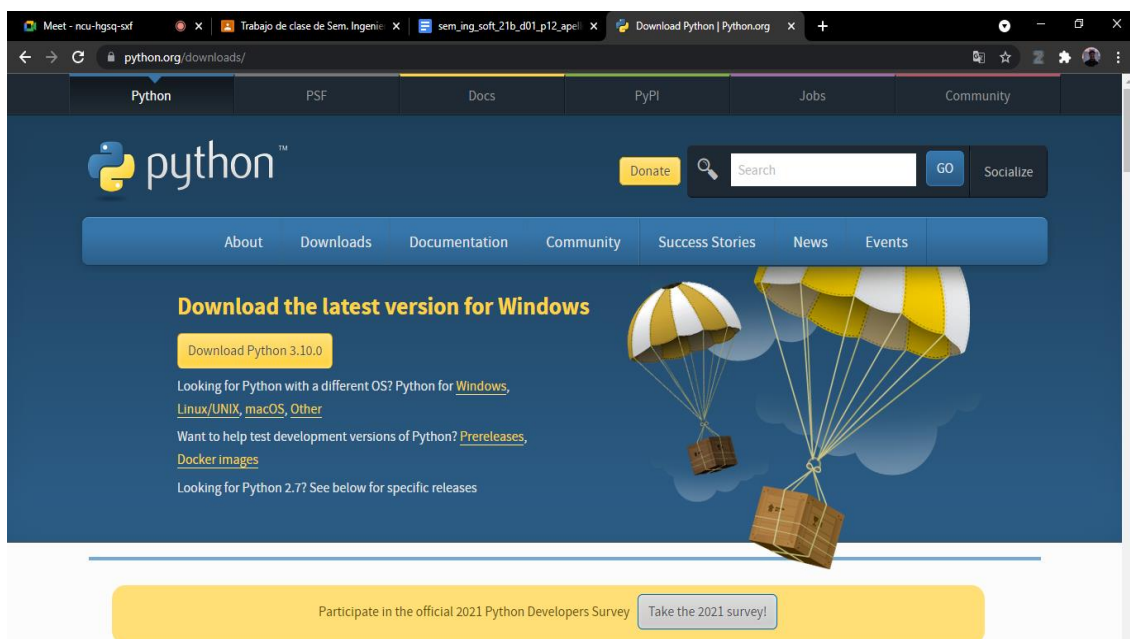 Meet - ncu-hgsq-sxf
Trabajo de clase de Sem. Ingenie
sem_ing_soft_21b_d01_p12_apell
Download Python | Python.org
python.org/downloads/
Python PSF Docs PyPI Jobs Community
python™
Donate
Search
GO
Socialize
About Downloads Documentation Community Success Stories News Events
Download the latest version for Windows
Download Python 3.10.0
Looking for Python with a different OS? Python for Windows,
Linux/UNIX, macOS, Other
Want to help test development versions of Python? Prereleases,
Docker images
Looking for Python 2.7? See below for specific releases
Participate in the official 2021 Python Developers Survey
Take the 2021 survey!